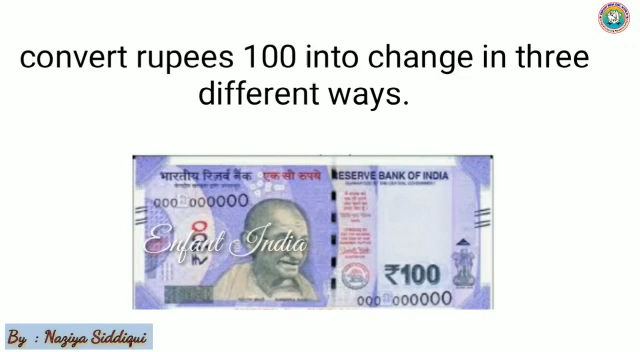 convert rupees 100 into change in three
different ways.
भारतीय रिज़र्व बैंक एक सौ रुपये RESERVE BANK OF INDIA
000 000000
Enfant India
₹100
000 000000
By : Naziya Siddiqui